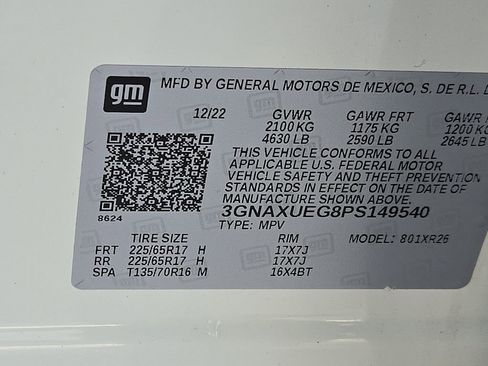 gm
MFD BY GENERAL MOTORS DE MEXICO, S. DE R.L.
12/22 GVWR GAWR FRT GAWR
2100 KG 1175 KG 1200 KG
4630 LB 2590 LB 2645 LB
THIS VEHICLE CONFORMS TO ALL
APPLICABLE U.S. FEDERAL MOTOR
VEHICLE SAFETY AND THEFT PREVENTION
STANDARDS IN EFFECT ON THE DATE OF
MANUFACTURE SHOWN ABOVE.
8624 3GNAXUEG8PS149540
TYPE: MPV
TIRE SIZE RIM MODEL: 801XR26
FRT 225/65R17 H 17X7J
RR 225/65R17 H 17X7J
SPA T135/70R16 M 16X4BT